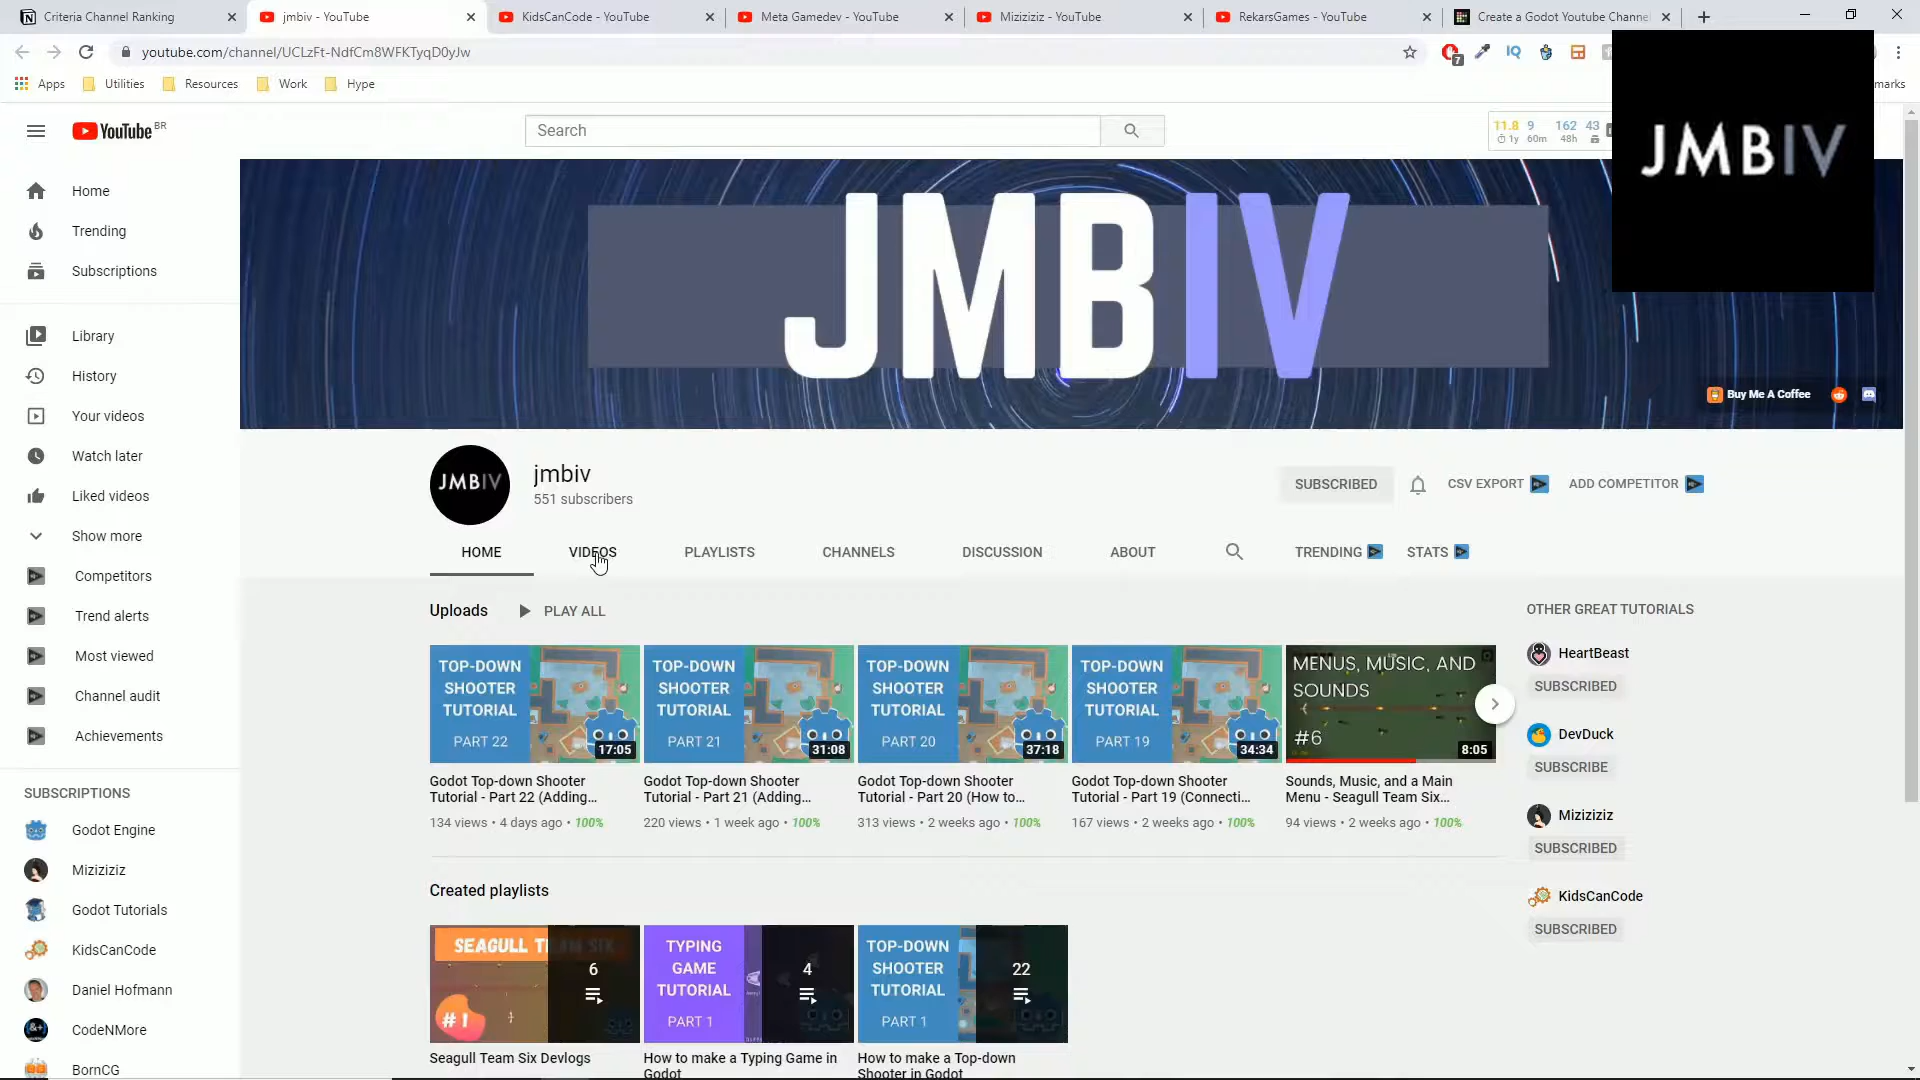 Criteria Channel Ranking
jmbiv - YouTube
KidsCanCode - YouTube
Meta Gamedev - YouTube
Miziziziz - YouTube
RekarsGames - YouTube
Create a Godot Youtube Channe
youtube.com/channel/UCLzFt-NdfCm8WFKTyqD0yJw
7
IQ
Apps
Utilities
Resources
Work
Hype
marks
YouTube BR
Search
11.8 9 162 43
1y 60m 48h
JMBIV
JMBIV
Buy Me A Coffee
Home
Trending
Subscriptions
Library
History
Your videos
Watch later
Liked videos
Show more
Competitors
Trend alerts
Most viewed
Channel audit
Achievements
SUBSCRIPTIONS
Godot Engine
Miziziziz
Godot Tutorials
KidsCanCode
Daniel Hofmann
CodeNMore
BornCG
JMBIV
jmbiv
551 subscribers
SUBSCRIBED
CSV EXPORT
ADD COMPETITOR
HOME
VIDEOS
PLAYLISTS
CHANNELS
DISCUSSION
ABOUT
TRENDING
STATS
Uploads
PLAY ALL
TOP-DOWN
SHOOTER
TUTORIAL
PART 22
17:05
Godot Top-down Shooter
Tutorial - Part 22 (Adding...
134 views • 4 days ago • 100%
TOP-DOWN
SHOOTER
TUTORIAL
PART 21
31:08
Godot Top-down Shooter
Tutorial - Part 21 (Adding...
220 views • 1 week ago • 100%
TOP-DOWN
SHOOTER
TUTORIAL
PART 20
37:18
Godot Top-down Shooter
Tutorial - Part 20 (How to...
313 views • 2 weeks ago • 100%
TOP-DOWN
SHOOTER
TUTORIAL
PART 19
34:34
Godot Top-down Shooter
Tutorial - Part 19 (Connecti...
167 views • 2 weeks ago • 100%
MENUS, MUSIC, AND
SOUNDS
#6
8:05
Sounds, Music, and a Main
Menu - Seagull Team Six...
94 views • 2 weeks ago • 100%
Created playlists
SEAGULL TEAM SIX
#1
6
Seagull Team Six Devlogs
TYPING
GAME
TUTORIAL
PART 1
4
How to make a Typing Game in
Godot
TOP-DOWN
SHOOTER
TUTORIAL
PART 1
22
How to make a Top-down
Shooter in Godot
OTHER GREAT TUTORIALS
HeartBeast
SUBSCRIBED
DevDuck
SUBSCRIBE
Miziziziz
SUBSCRIBED
KidsCanCode
SUBSCRIBED